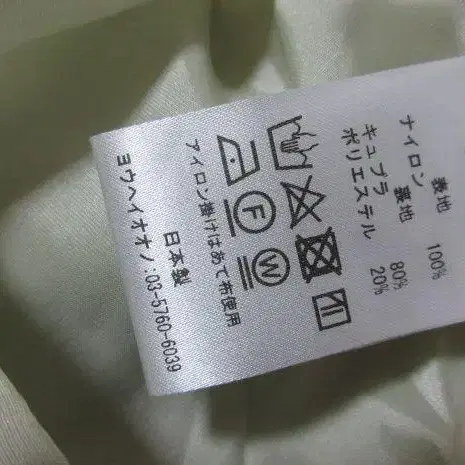 表地
ナイロン 100%
裏地
キュプラ 80%
ポリエステル 20%
F
W
アイロン掛けはあて布使用
日本製
ヨウヘイオオノ:03-5760-6039